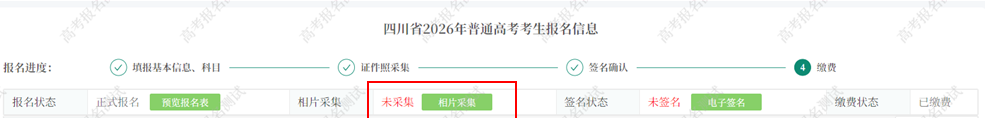 四川省2026年普通高考考生报名信息
报名进度： 填报基本信息、科目 证件照采集 签名确认 4 缴费
报名状态 正式报名 预览报名表 相片采集 未采集 相片采集 签名状态 未签名 电子签名 缴费状态 已缴费